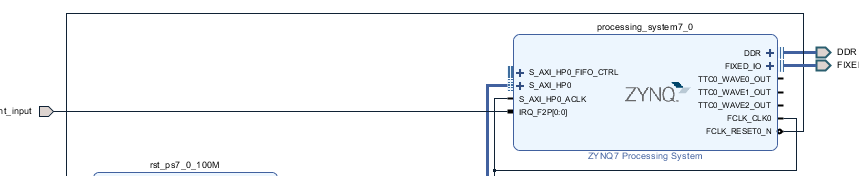 processing_system7_0
DDR
DDR
FIXED_IO
S_AXI_HP0_FIFO_CTRL
TTC0_WAVE0_OUT
S_AXI_HP0
TTC0_WAVE1_OUT
S_AXI_HP0_ACLK
ZYNQ
TTC0_WAVE2_OUT
nt_input
IRQ_F2P[0:0]
FCLK_CLK0
FCLK_RESET0_N
ZYNQ7 Processing System
rst_ps7_0_100M